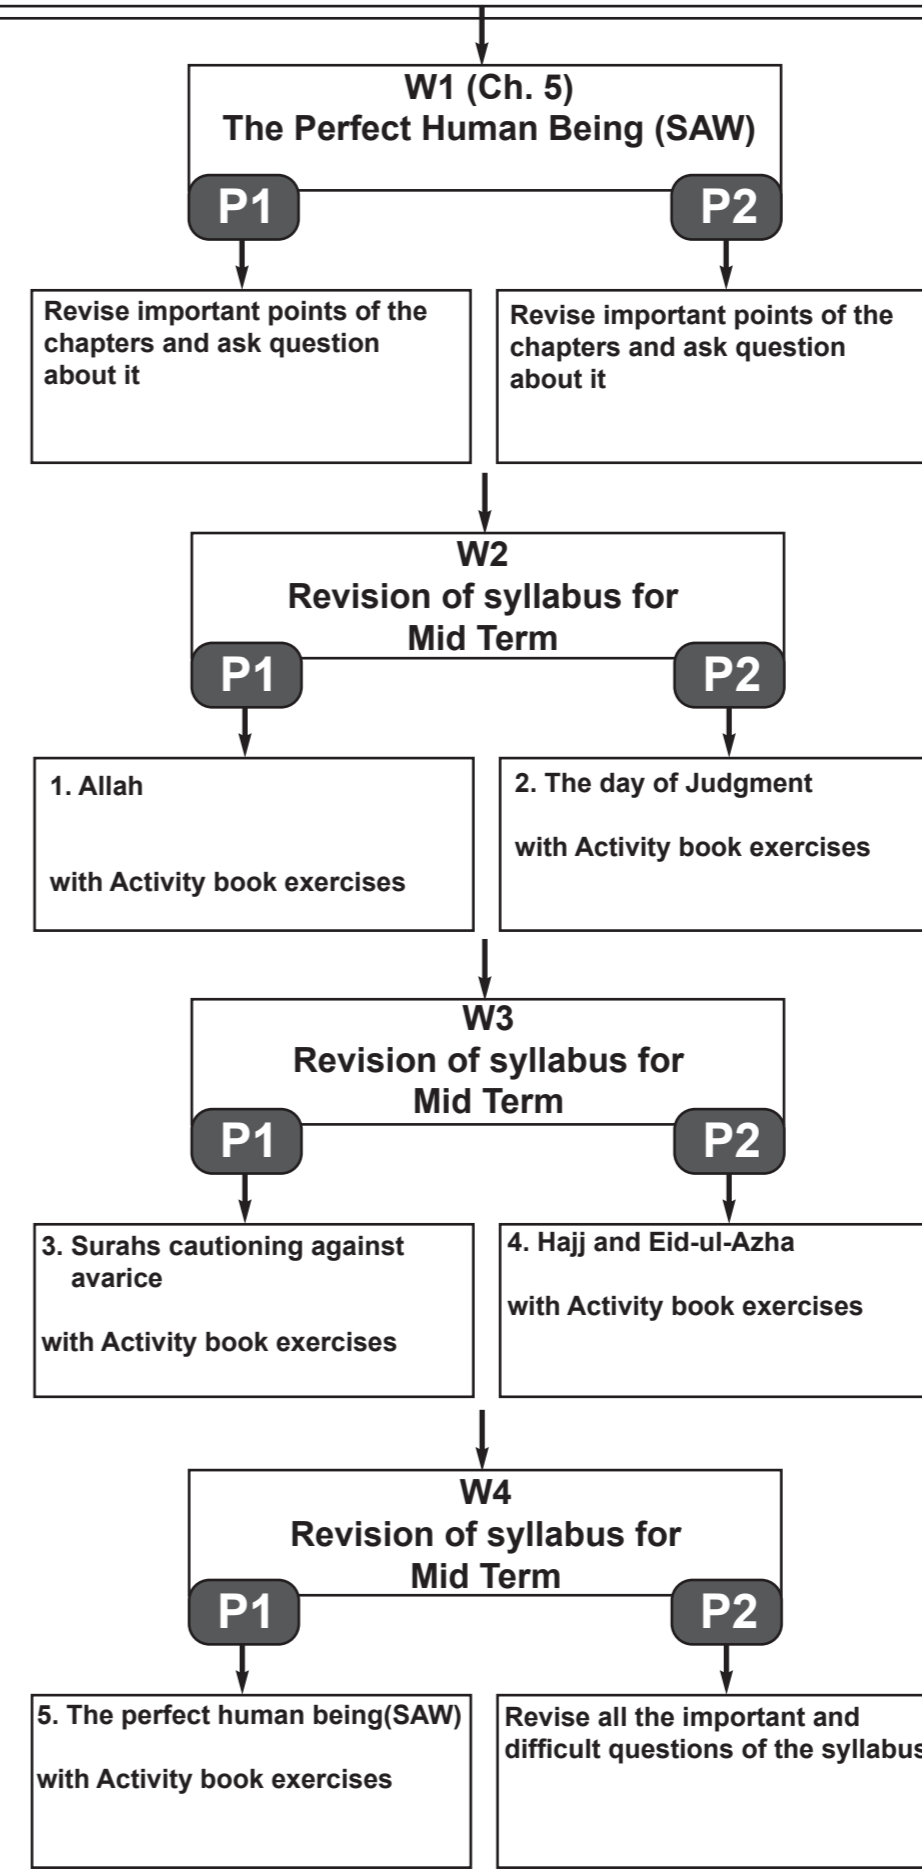 W1 (Ch. 5)
The Perfect Human Being (SAW)
P1
P2
Revise important points of the
chapters and ask question
about it
Revise important points of the
chapters and ask question
about it
W2
Revision of syllabus for
Mid Term
P1
P2
1. Allah
with Activity book exercises
2. The day of Judgment
with Activity book exercises
W3
Revision of syllabus for
Mid Term
P1
P2
3. Surahs cautioning against
avarice
with Activity book exercises
4. Hajj and Eid-ul-Azha
with Activity book exercises
W4
Revision of syllabus for
Mid Term
P1
P2
5. The perfect human being(SAW)
with Activity book exercises
Revise all the important and
difficult questions of the syllabus